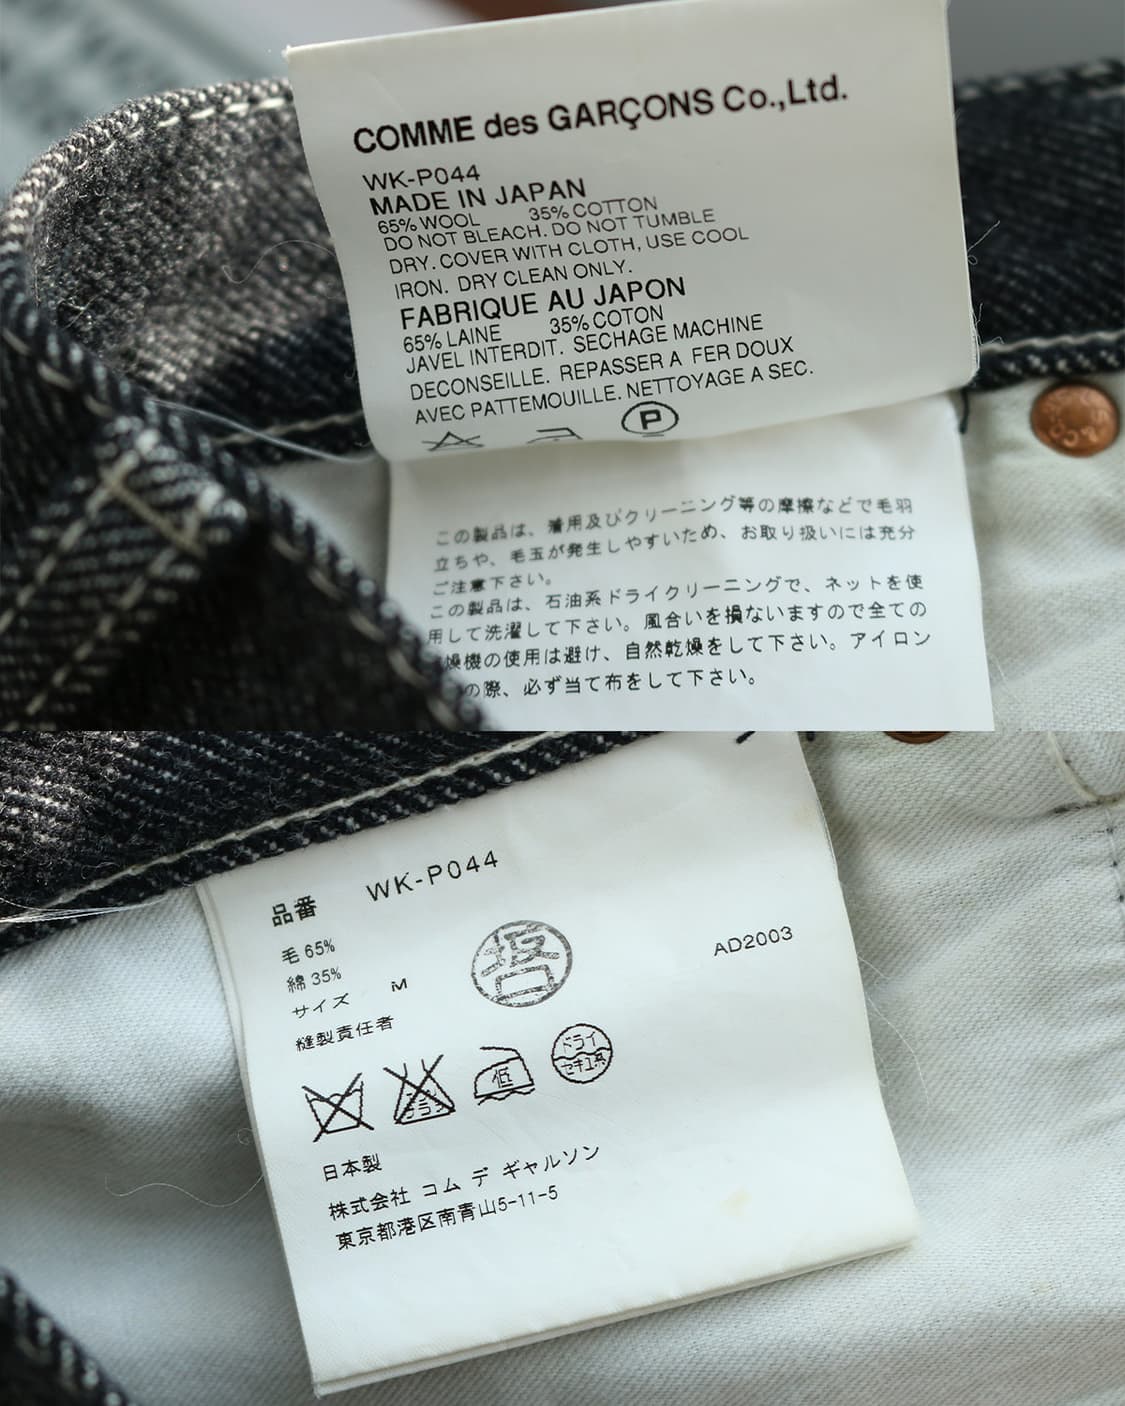 COMME des GARÇONS Co.,Ltd.
WK-P044
MADE IN JAPAN
65% WOOL 35% COTTON
DO NOT BLEACH. DO NOT TUMBLE
DRY. COVER WITH CLOTH, USE COOL
IRON. DRY CLEAN ONLY.
FABRIQUE AU JAPON
65% LAINE 35% COTON
JAVEL INTERDIT. SECHAGE MACHINE
DECONSEILLE. REPASSER A FER DOUX
AVEC PATTEMOUILLE. NETTOYAGE A SEC.
P
この製品は、着用及びクリーニング等の摩擦などで毛羽
立ちや、毛玉が発生しやすいため、お取り扱いには充分
ご注意下さい。
この製品は、石油系ドライクリーニングで、ネットを使
用して洗濯して下さい。風合いを損ないますので全ての
燥機の使用は避け、自然乾燥をして下さい。アイロン
の際、必ず当て布をして下さい。
品番 WK-P044
毛 65%
綿 35%
サイズ M
AD2003
縫製責任者
低
ドライ
セキユ系
日本製
株式会社 コム デ ギャルソン
東京都港区南青山5-11-5